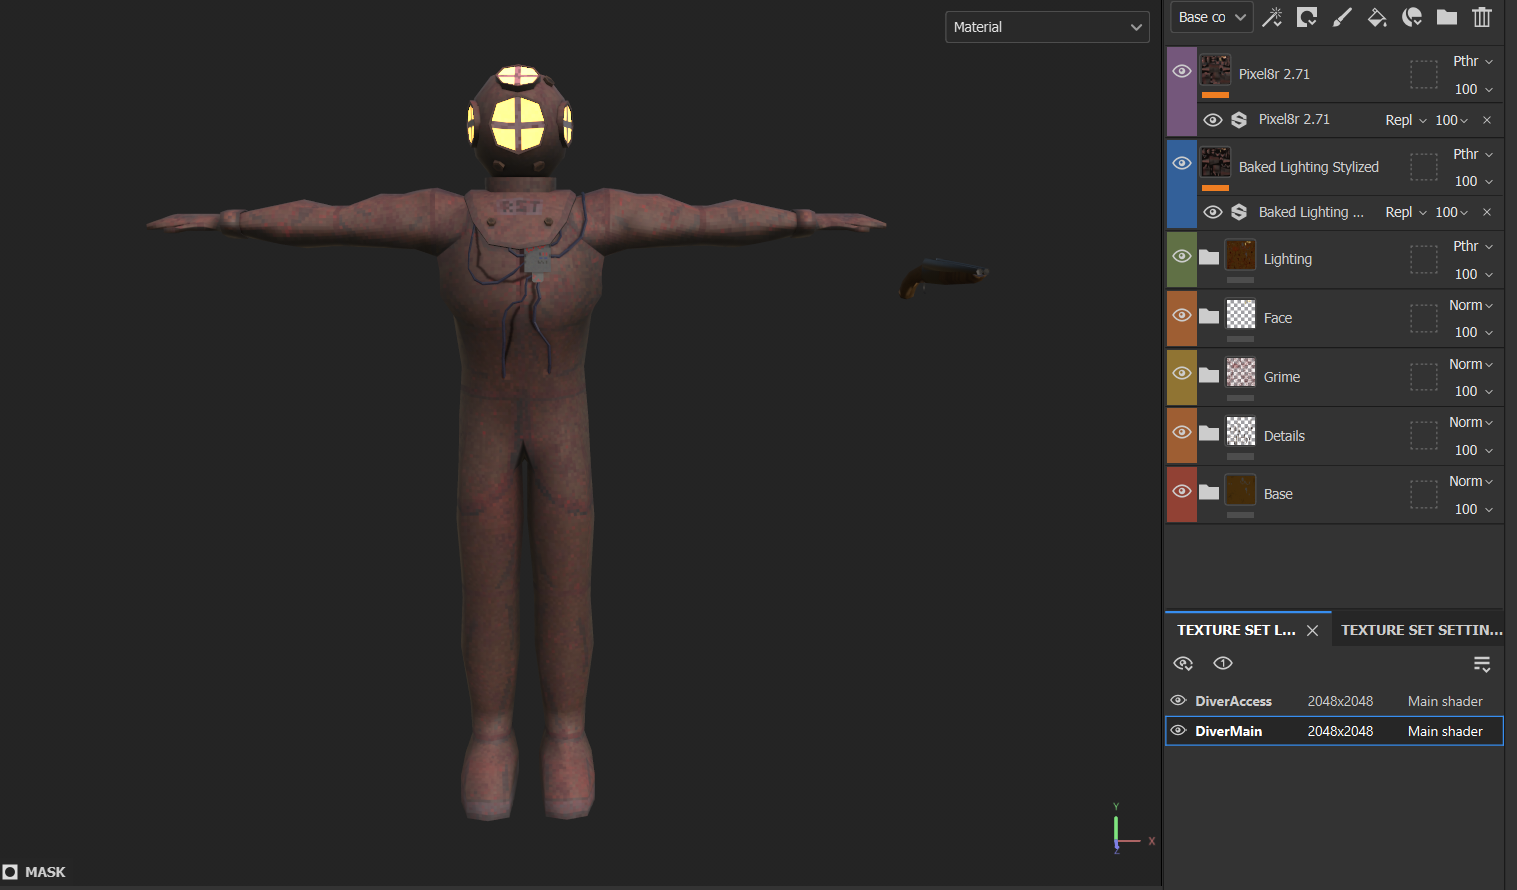 Material
Base co
Pixel8r 2.71
Pthr
100
Pixel8r 2.71 Repl 100
Baked Lighting Stylized
Pthr
100
Baked Lighting ... Repl 100
Lighting
Pthr
100
Face
Norm
100
Grime
Norm
100
Details
Norm
100
Base
Norm
100
TEXTURE SET L... TEXTURE SET SETTIN...
1
DiverAccess 2048x2048 Main shader
DiverMain 2048x2048 Main shader
Y
X
Z
MASK